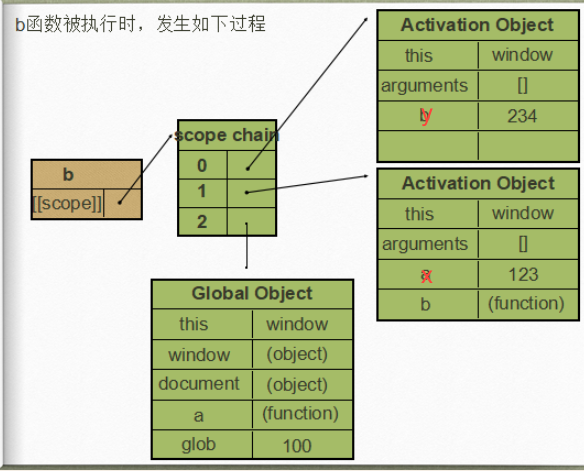 b函数被执行时，发生如下过程
Activation Object
this window
arguments []
y 234
scope chain
0
1
2
b
[[scope]]
Activation Object
this window
arguments []
x 123
b (function)
Global Object
this window
window (object)
document (object)
a (function)
glob 100